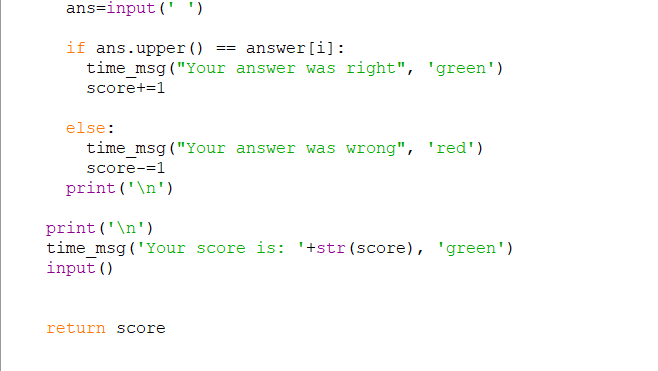 ans=input(' ')
if ans.upper() == answer[i]:
time_msg("Your answer was right", 'green')
score+=1
else:
time_msg("Your answer was wrong", 'red')
score-=1
print('\n')
print('\n')
time_msg('Your score is: '+str(score), 'green')
input()
return score